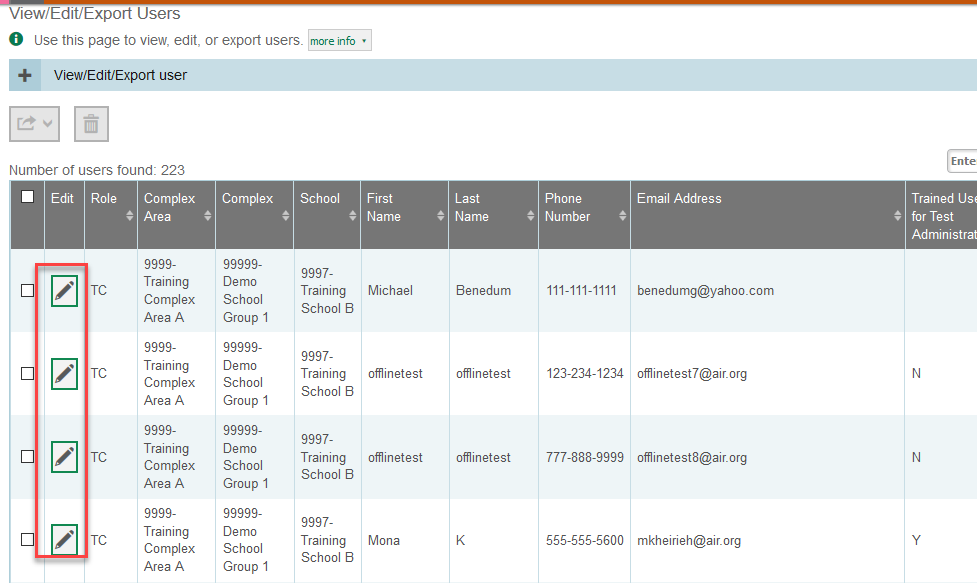 View/Edit/Export Users
Use this page to view, edit, or export users. more info
View/Edit/Export user
Number of users found: 223
Ente
Edit Role Complex Area Complex School First Name Last Name Phone Number Email Address Trained Use for Test Administrat
TC 9999-Training Complex Area A 99999-Demo School Group 1 9997-Training School B Michael Benedum 111-111-1111 benedumg@yahoo.com
TC 9999-Training Complex Area A 99999-Demo School Group 1 9997-Training School B offlinetest offlinetest 123-234-1234 offlinetest7@air.org N
TC 9999-Training Complex Area A 99999-Demo School Group 1 9997-Training School B offlinetest offlinetest 777-888-9999 offlinetest8@air.org N
TC 9999-Training Complex Area A 99999-Demo School Group 1 9997-Training School B Mona K 555-555-5600 mkheirieh@air.org Y